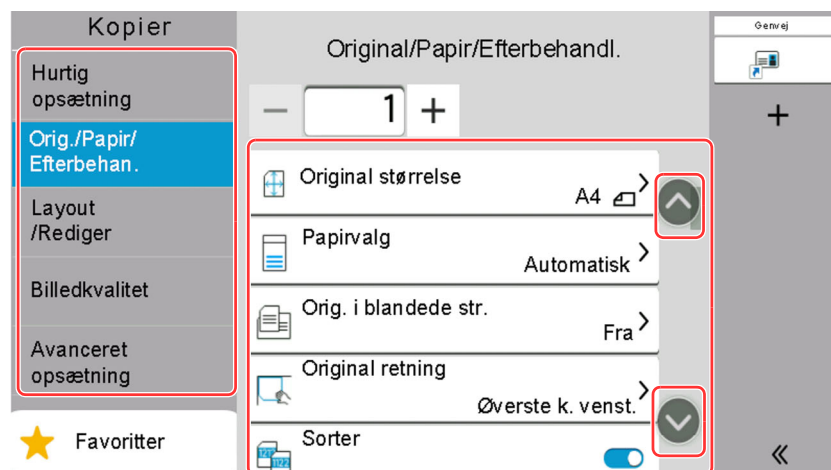 Kopier
Hurtig
opsætning
Orig./Papir/
Efterbehan.
Layout
/Rediger
Billedkvalitet
Avanceret
opsætning
Favoritter
Original/Papir/Efterbehandl.
1
Original størrelse
A4
Papirvalg
Automatisk
Orig. i blandede str.
Fra
Original retning
Øverste k. venst.
Sorter
Genvej